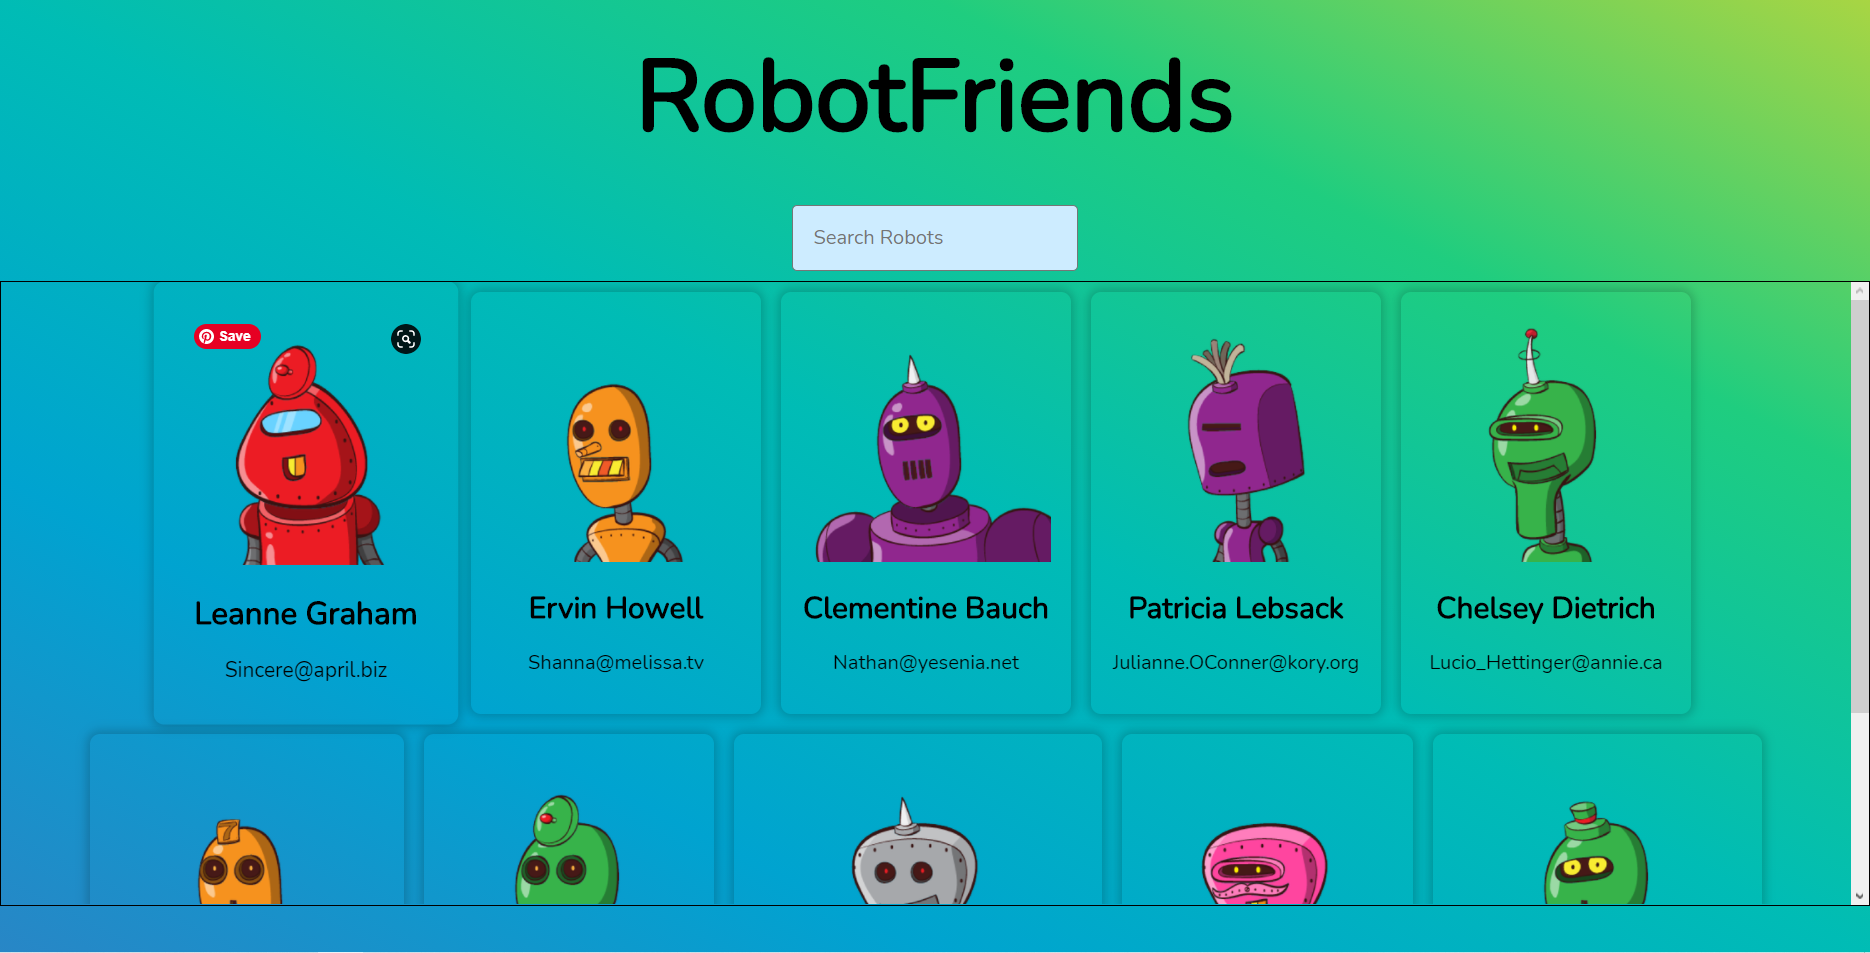 RobotFriends
Search Robots
Save
Leanne Graham
Sincere@april.biz
Ervin Howell
Shanna@melissa.tv
Clementine Bauch
Nathan@yesenia.net
Patricia Lebsack
Julianne.OConner@kory.org
Chelsey Dietrich
Lucio_Hettinger@annie.ca
7